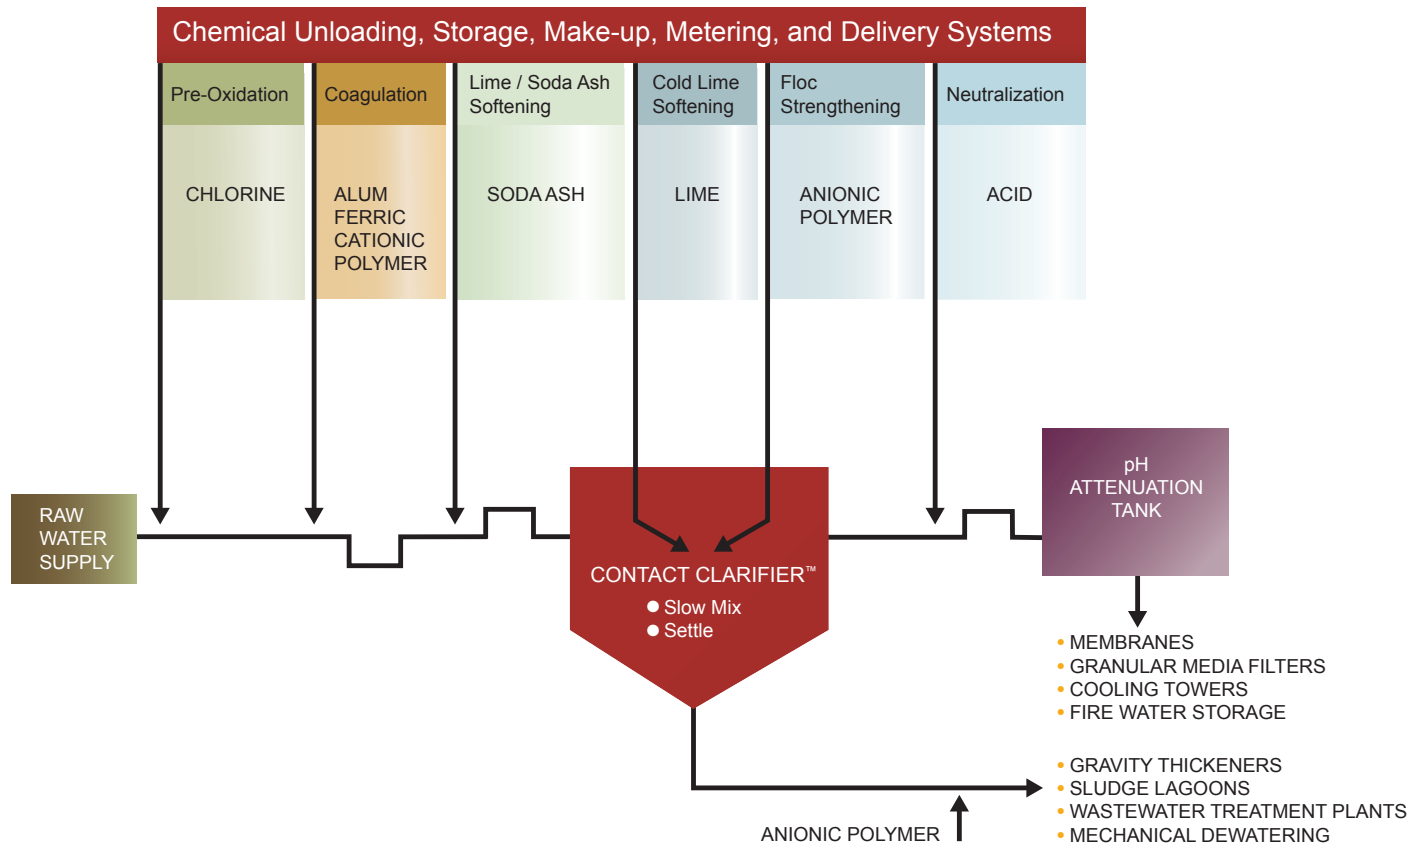 Chemical Unloading, Storage, Make-up, Metering, and Delivery Systems
Pre-Oxidation
Coagulation
Lime / Soda Ash
Softening
Cold Lime
Softening
Floc
Strengthening
Neutralization
CHLORINE
ALUM
FERRIC
CATIONIC
POLYMER
SODA ASH
LIME
ANIONIC
POLYMER
ACID
RAW
WATER
SUPPLY
CONTACT CLARIFIER™
● Slow Mix
● Settle
pH
ATTENUATION
TANK
• MEMBRANES
• GRANULAR MEDIA FILTERS
• COOLING TOWERS
• FIRE WATER STORAGE
• GRAVITY THICKENERS
• SLUDGE LAGOONS
• WASTEWATER TREATMENT PLANTS
• MECHANICAL DEWATERING
ANIONIC POLYMER